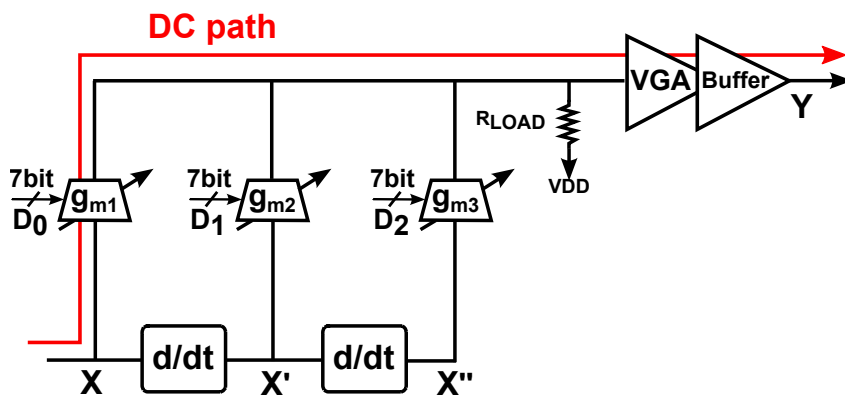 DC path
VGA
Buffer
Y
RLOAD
VDD
7bit
D0
gm1
7bit
D1
gm2
7bit
D2
gm3
d/dt
d/dt
X
X'
X"